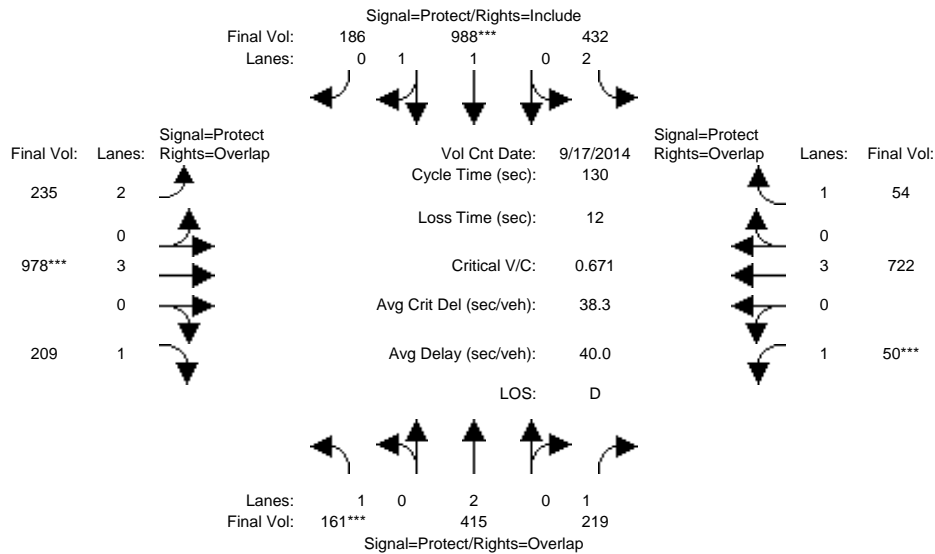 Signal=Protect/Rights=Include
Final Vol: 186 988*** 432
Lanes: 0 1 1 0 2
Signal=Protect Signal=Protect
Final Vol: Lanes: Rights=Overlap Vol Cnt Date: 9/17/2014 Rights=Overlap Lanes: Final Vol:
Cycle Time (sec): 130
235 2 1 54
Loss Time (sec): 12
0 0
978*** 3 Critical V/C: 0.671 3 722
0 Avg Crit Del (sec/veh): 38.3 0
209 1 Avg Delay (sec/veh): 40.0 1 50***
LOS: D
Lanes: 1 0 2 0 1
Final Vol: 161*** 415 219
Signal=Protect/Rights=Overlap